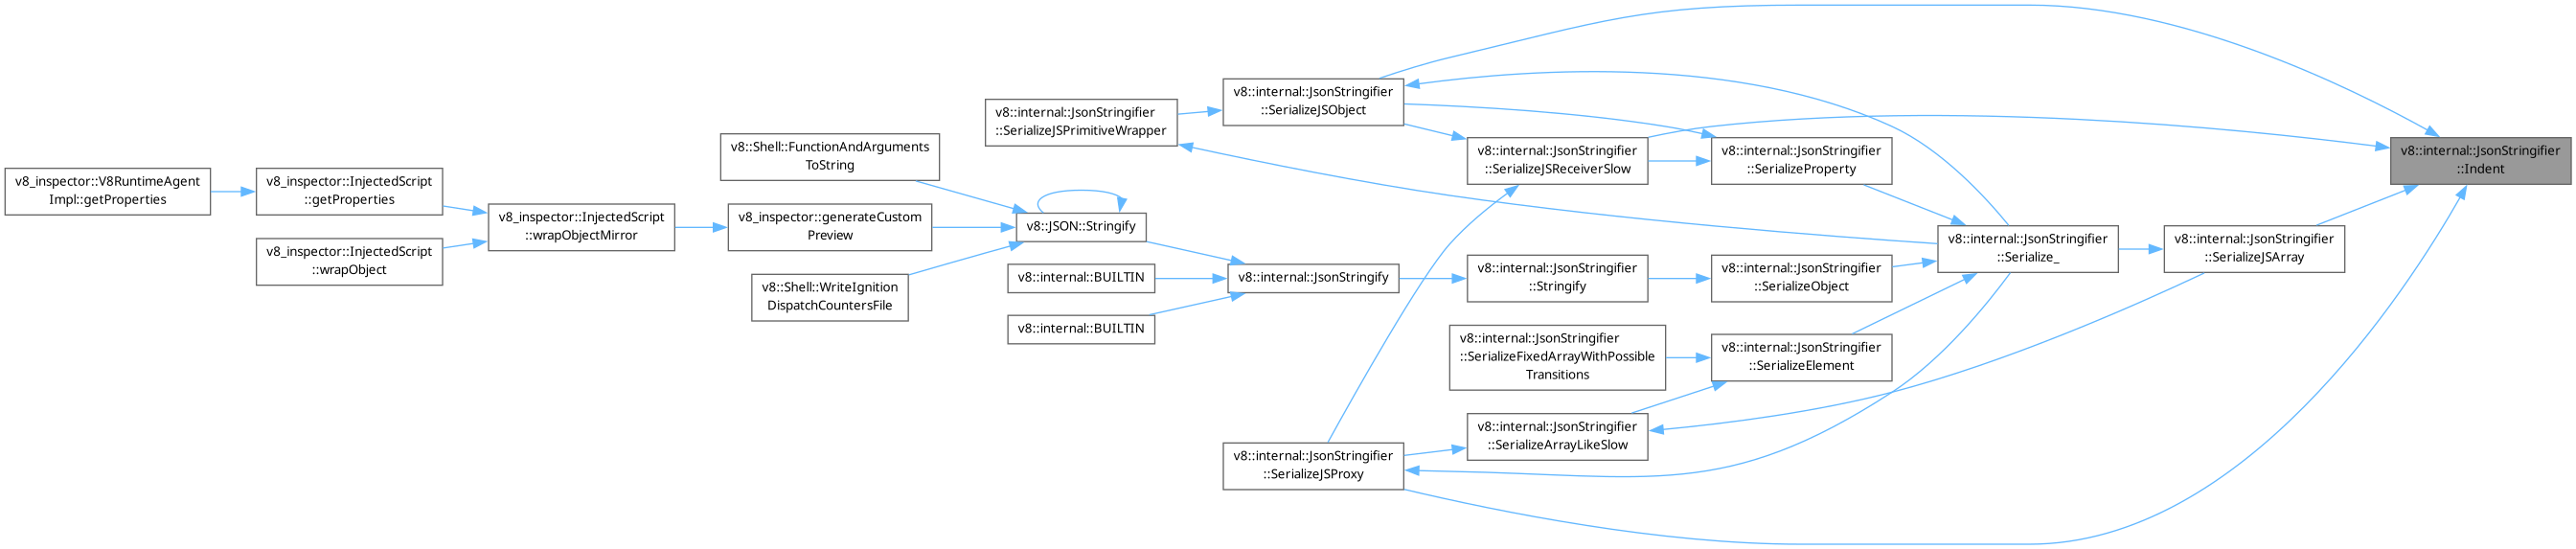 v8_inspector::V8RuntimeAgent
Impl::getProperties
v8_inspector::InjectedScript
::getProperties
v8_inspector::InjectedScript
::wrapObject
v8_inspector::InjectedScript
::wrapObjectMirror
v8::Shell::FunctionAndArguments
ToString
v8_inspector::generateCustom
Preview
v8::Shell::WriteIgnition
DispatchCountersFile
v8::internal::JsonStringifier
::SerializeJSPrimitiveWrapper
v8::JSON::Stringify
v8::internal::BUILTIN
v8::internal::BUILTIN
v8::internal::JsonStringifier
::SerializeJSObject
v8::internal::JsonStringify
v8::internal::JsonStringifier
::SerializeJSProxy
v8::internal::JsonStringifier
::SerializeJSReceiverSlow
v8::internal::JsonStringifier
::Stringify
v8::internal::JsonStringifier
::SerializeFixedArrayWithPossible
Transitions
v8::internal::JsonStringifier
::SerializeArrayLikeSlow
v8::internal::JsonStringifier
::SerializeProperty
v8::internal::JsonStringifier
::SerializeObject
v8::internal::JsonStringifier
::SerializeElement
v8::internal::JsonStringifier
::Serialize_
v8::internal::JsonStringifier
::SerializeJSArray
v8::internal::JsonStringifier
::Indent